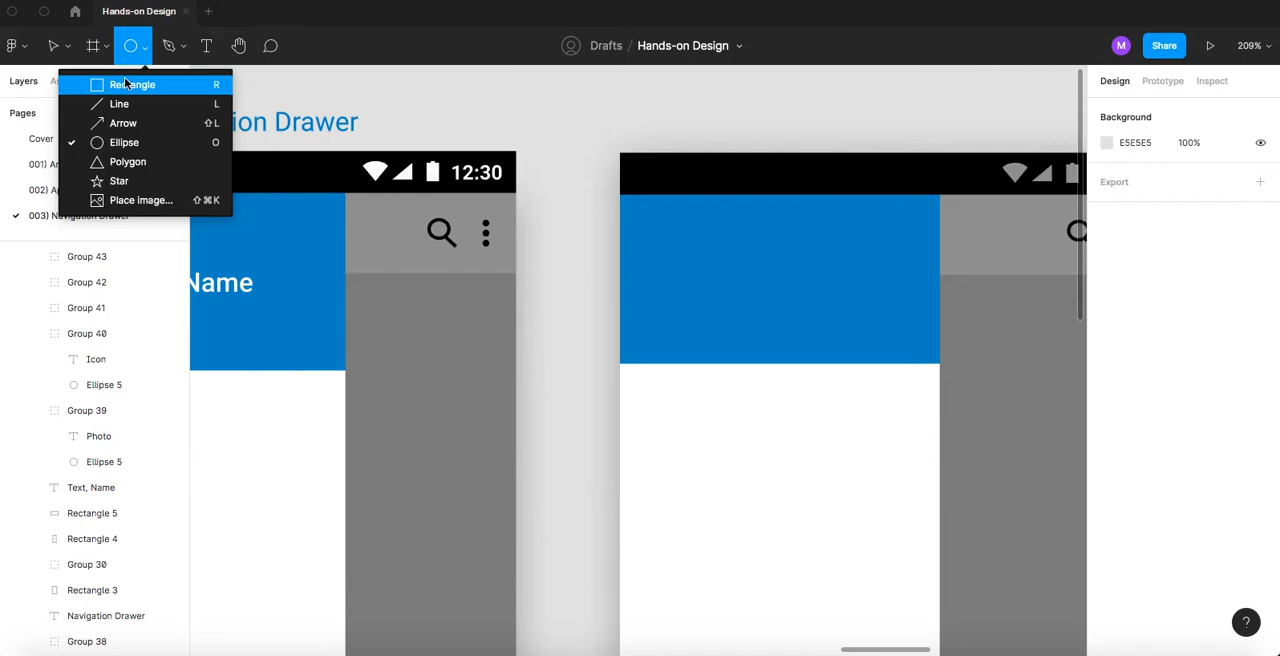 Hands-on Design
Drafts / Hands-on Design
M
Share
209%
Layers
Design
Prototype
Inspect
Rectangle R
Line L
Arrow ⇧L
Ellipse O
Polygon
Star
Place image... ⇧⌘K
Pages
Cover
001) A
002) A
003) Navigation Drawer
ion Drawer
12:30
Name
Background
E5E5E5 100%
Export
Group 43
Group 42
Group 41
Group 40
Icon
Ellipse 5
Group 39
Photo
Ellipse 5
Text, Name
Rectangle 5
Rectangle 4
Group 30
Rectangle 3
Navigation Drawer
Group 38
?